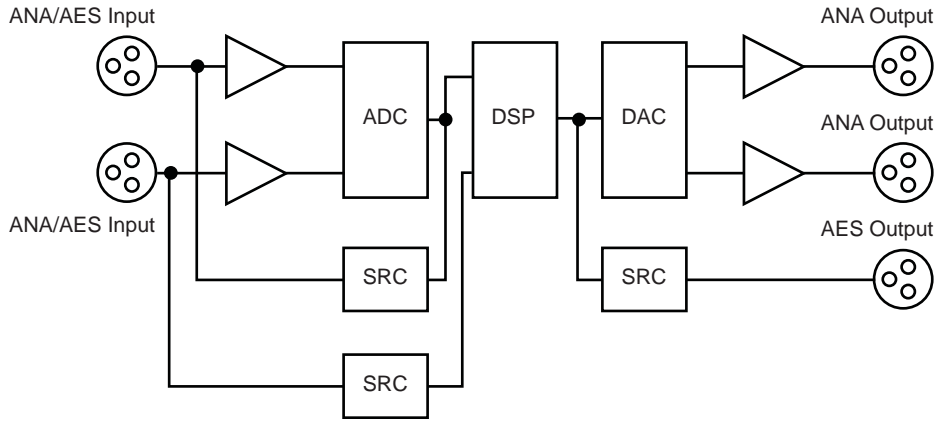 ANA/AES Input
ANA Output
ADC
DSP
DAC
ANA Output
ANA/AES Input
AES Output
SRC
SRC
SRC